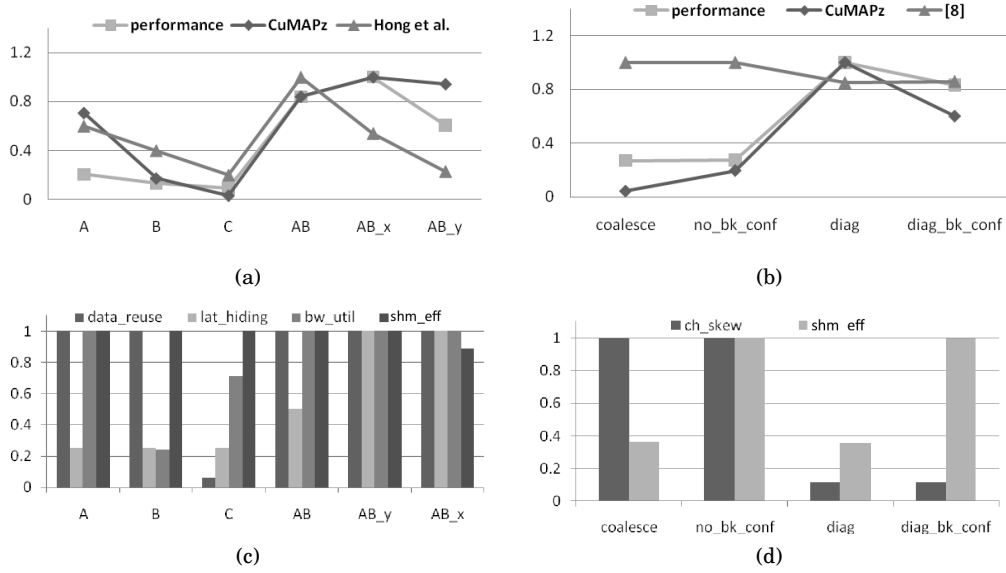 performance CuMAPz Hong et al.
1.2
0.8
0.4
0
A B C AB AB_x AB_y
(a)
performance CuMAPz [8]
1.2
0.8
0.4
0
coalesce no_bk_conf diag diag_bk_conf
(b)
data_reuse lat_hiding bw_util shm_eff
1
0.8
0.6
0.4
0.2
0
A B C AB AB_y AB_x
(c)
ch_skew shm_eff
1
0.8
0.6
0.4
0.2
0
coalesce no_bk_conf diag diag_bk_conf
(d)